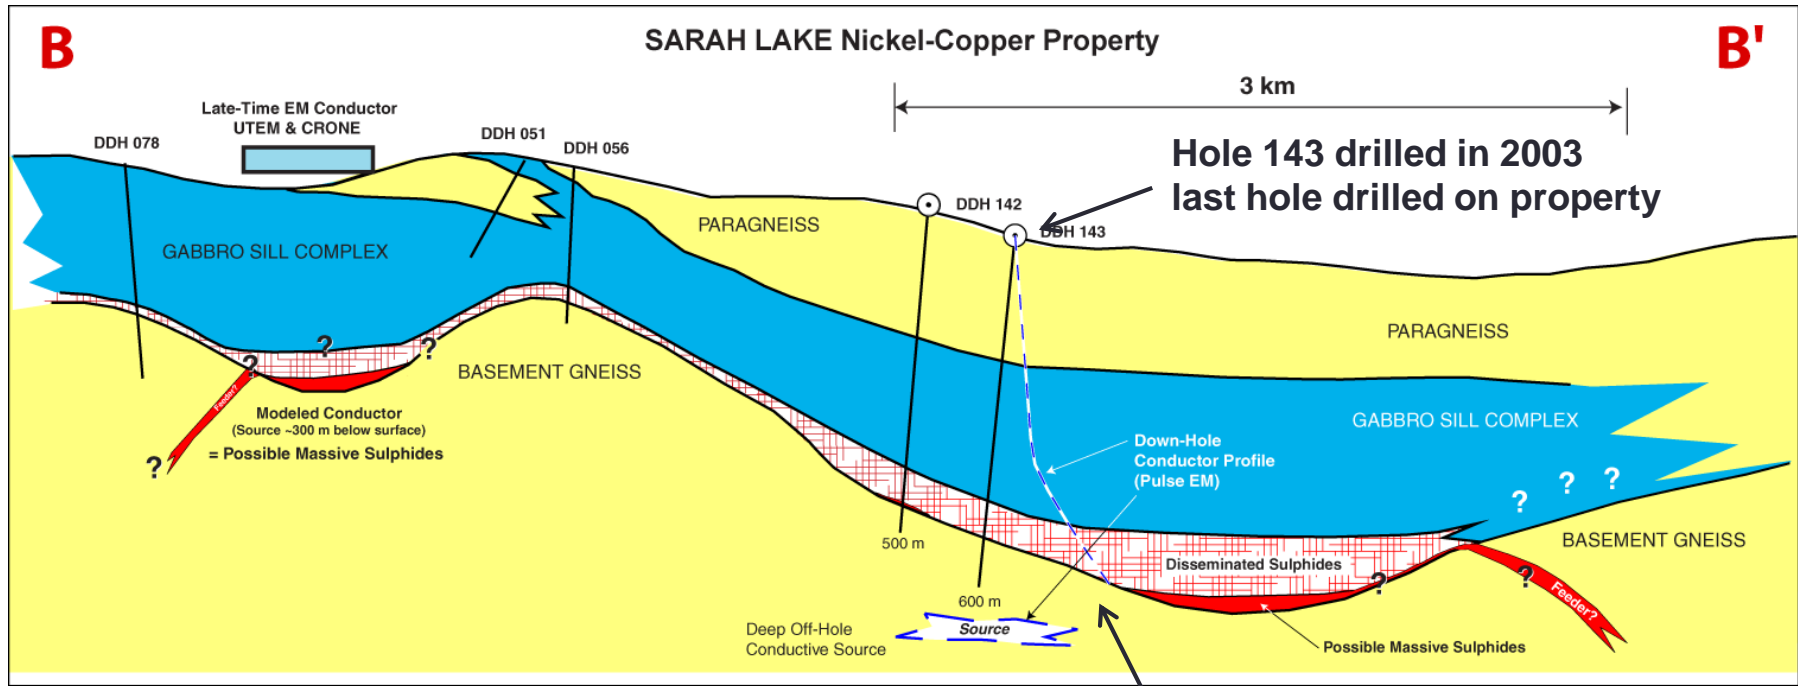 B
SARAH LAKE Nickel-Copper Property
B'
3 km
Late-Time EM Conductor
UTEM & CRONE
DDH 078
DDH 051
DDH 056
Hole 143 drilled in 2003
last hole drilled on property
DDH 142
DDH 143
PARAGNEISS
GABBRO SILL COMPLEX
PARAGNEISS
?
?
?
BASEMENT GNEISS
Feeder?
Modeled Conductor
(Source ~300 m below surface)
= Possible Massive Sulphides
?
GABBRO SILL COMPLEX
Down-Hole
Conductor Profile
(Pulse EM)
? ? ?
500 m
BASEMENT GNEISS
Disseminated Sulphides
?
?
Feeder?
600 m
Deep Off-Hole
Conductive Source
Source
Possible Massive Sulphides